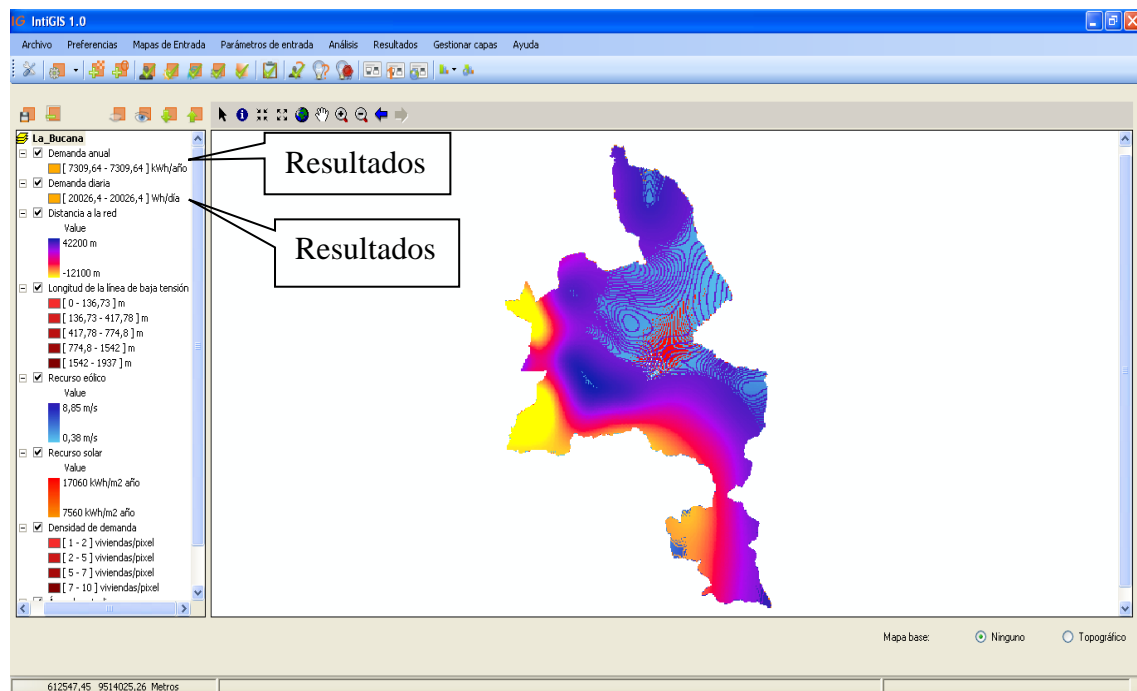 IG IntiGIS 1.0
Archivo Preferencias Mapas de Entrada Parámetros de entrada Análisis Resultados Gestionar capas Ayuda
La_Bucana
Demanda anual
[ 7309,64 - 7309,64 ] kWh/año
Demanda diaria
[ 20026,4 - 20026,4 ] Wh/día
Distancia a la red
Value
42200 m
-12100 m
Longitud de la línea de baja tensión
[ 0 - 136,73 ] m
[ 136,73 - 417,78 ] m
[ 417,78 - 774,8 ] m
[ 774,8 - 1542 ] m
[ 1542 - 1937 ] m
Recurso eólico
Value
8,85 m/s
0,38 m/s
Recurso solar
Value
17060 kWh/m2 año
7560 kWh/m2 año
Densidad de demanda
[ 1 - 2 ] viviendas/pixel
[ 2 - 5 ] viviendas/pixel
[ 5 - 7 ] viviendas/pixel
[ 7 - 10 ] viviendas/pixel
Resultados
Resultados
Mapa base: Ninguno Topográfico
612547,45 9514025,26 Metros